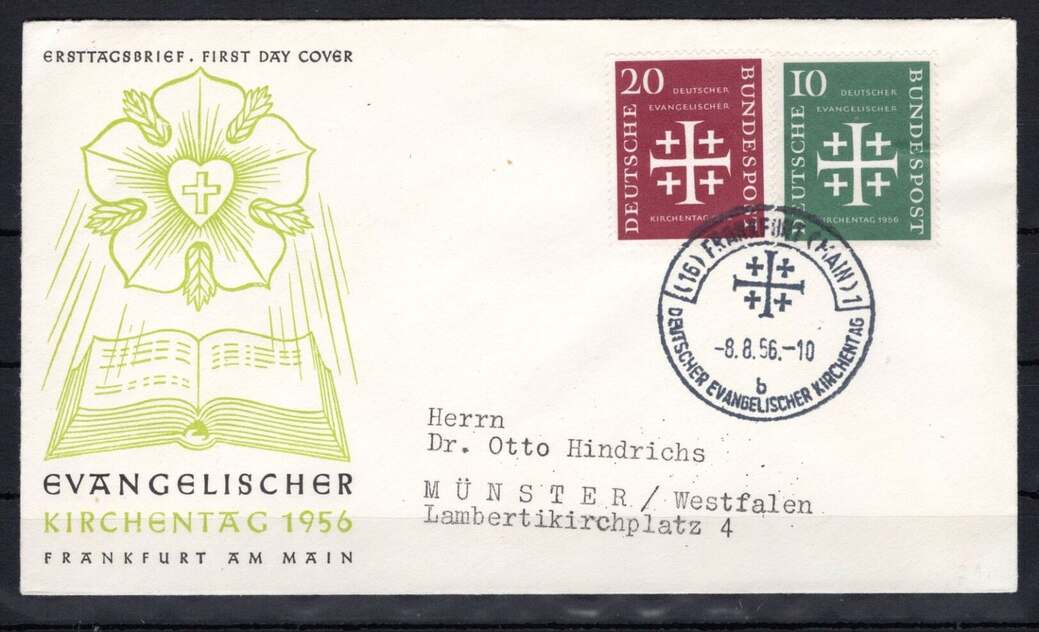 ERSTTAGSBRIEF. FIRST DAY COVER
EVANGELISCHER
KIRCHENTAG 1956
FRANKFURT AM MAIN
20
DEUTSCHER
EVANGELISCHER
DEUTSCHE
BUNDESPOST
KIRCHENTAG
10
DEUTSCHER
EVANGELISCHER
DEUTSCHE
BUNDESPOST
KIRCHENTAG 1956
(16) FRANKFURT (MAIN) 1
-8.8.56.-10
b
DEUTSCHER EVANGELISCHER KIRCHENTAG
Herrn
Dr. Otto Hindrichs
MÜNSTER/Westfalen
Lambertikirchplatz 4